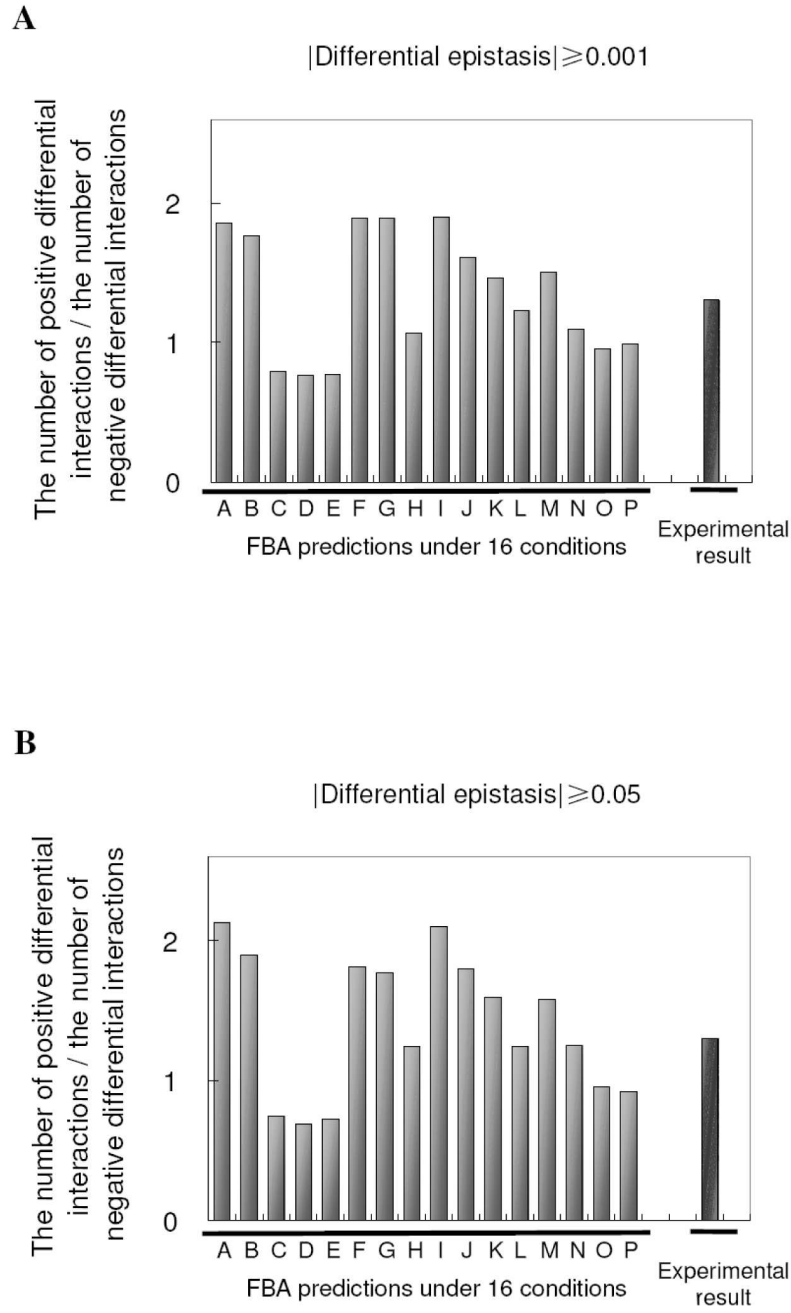 A
|Differential epistasis|≥0.001
The number of positive differential
interactions / the number of
negative differential interactions
2
1
0
A B C D E F G H I J K L M N O P
FBA predictions under 16 conditions
Experimental
result
B
|Differential epistasis|≥0.05
The number of positive differential
interactions / the number of
negative differential interactions
2
1
0
A B C D E F G H I J K L M N O P
FBA predictions under 16 conditions
Experimental
result